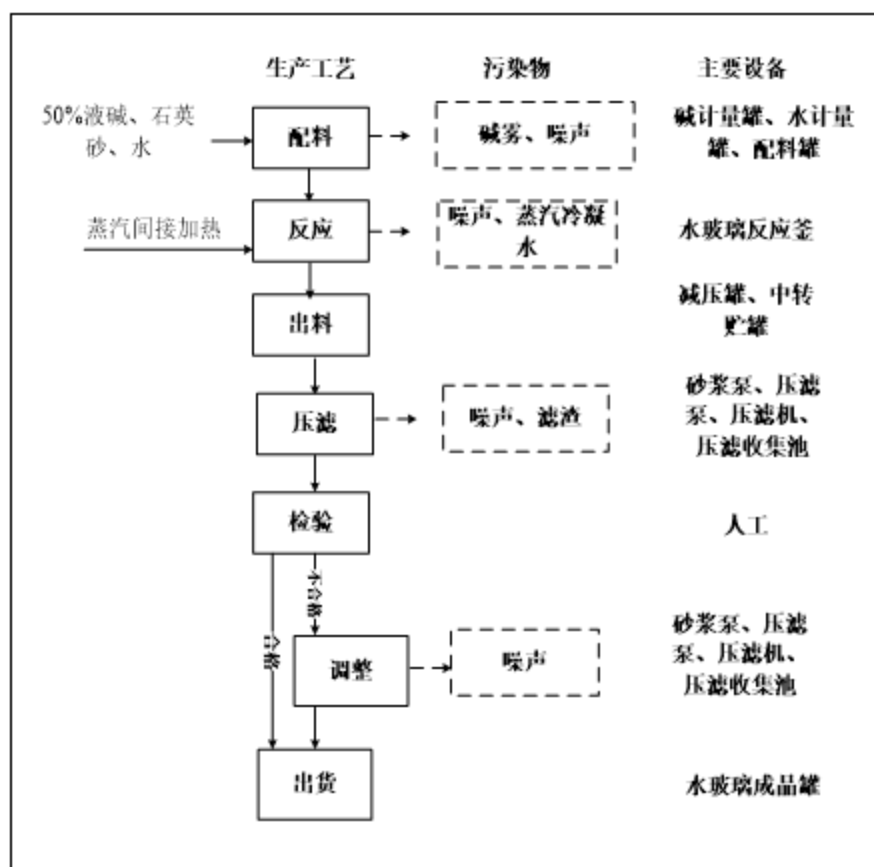 生产工艺
污染物
主要设备
50%液碱、石英
砂、水
配料
碱雾、噪声
碱计量罐、水计量
罐、配料罐
蒸汽间接加热
反应
噪声、蒸汽冷凝
水
水玻璃反应釜
出料
减压罐、中转
贮罐
压滤
噪声、滤渣
砂浆泵、压滤
泵、压滤机、
压滤收集池
检验
人工
不合格
合格
调整
噪声
砂浆泵、压滤
泵、压滤机、
压滤收集池
出货
水玻璃成品罐